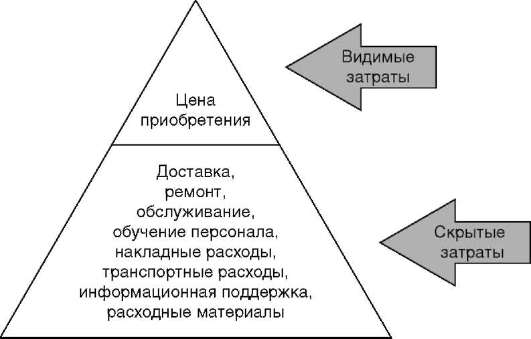 Видимые
затраты
Цена
приобретения
Доставка,
ремонт,
обслуживание,
обучение персонала,
накладные расходы,
транспортные расходы,
информационная поддержка,
расходные материалы
Скрытые
затраты